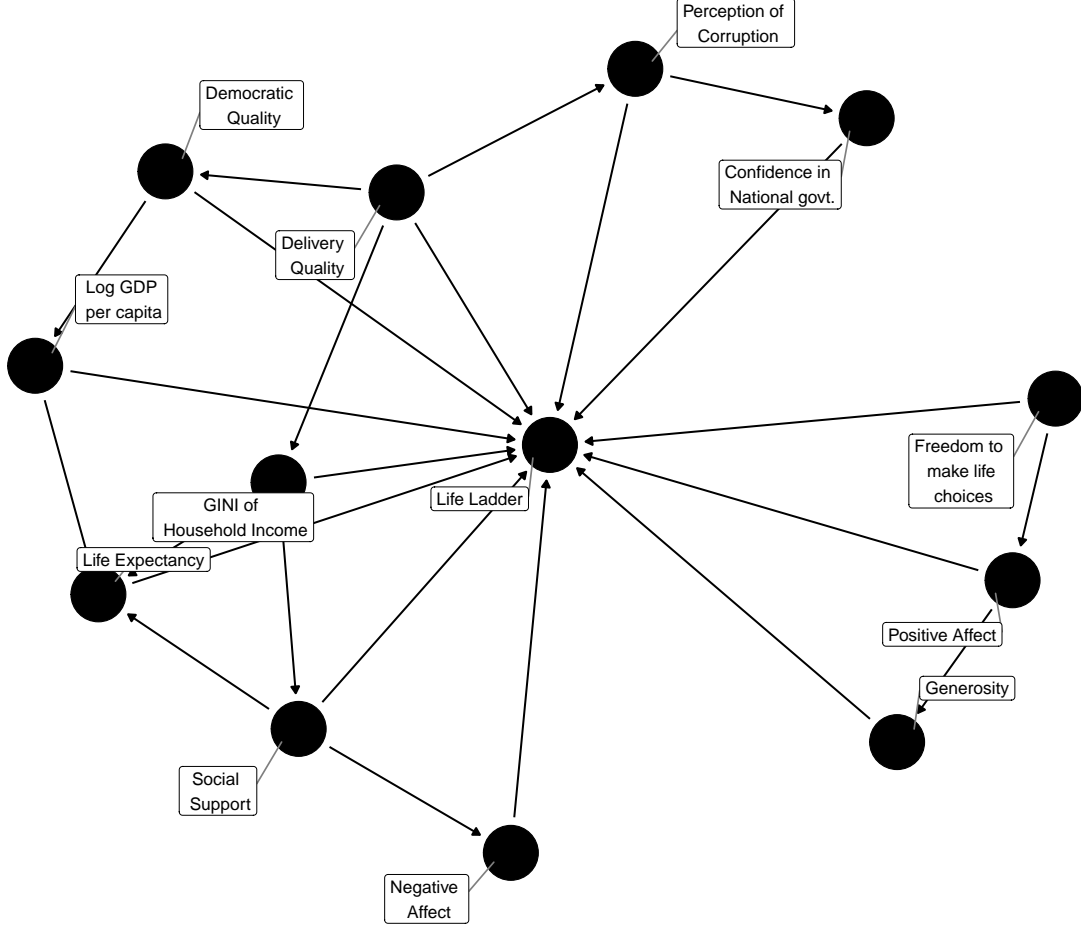 Perception of
Corruption
Democratic
Quality
Confidence in
National govt.
Delivery
Quality
Log GDP
per capita
Freedom to
make life
choices
Life Ladder
GINI of
Household Income
Life Expectancy
Positive Affect
Generosity
Social
Support
Negative
Affect